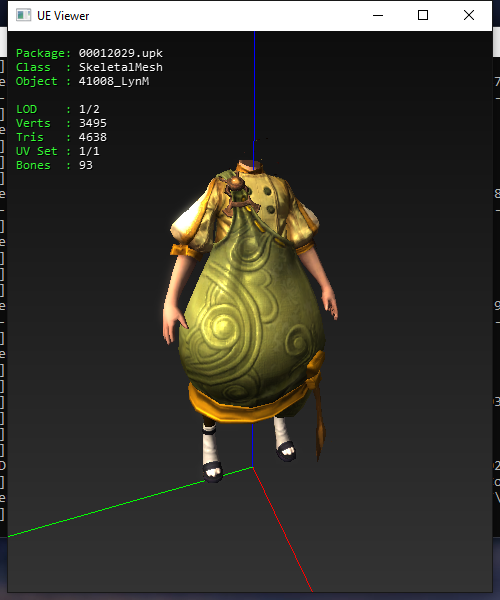 UE Viewer
Package: 00012029.upk
Class  : SkeletalMesh
Object : 41008_LynM
LOD    : 1/2
Verts  : 3495
Tris   : 4638
UV Set : 1/1
Bones  : 93